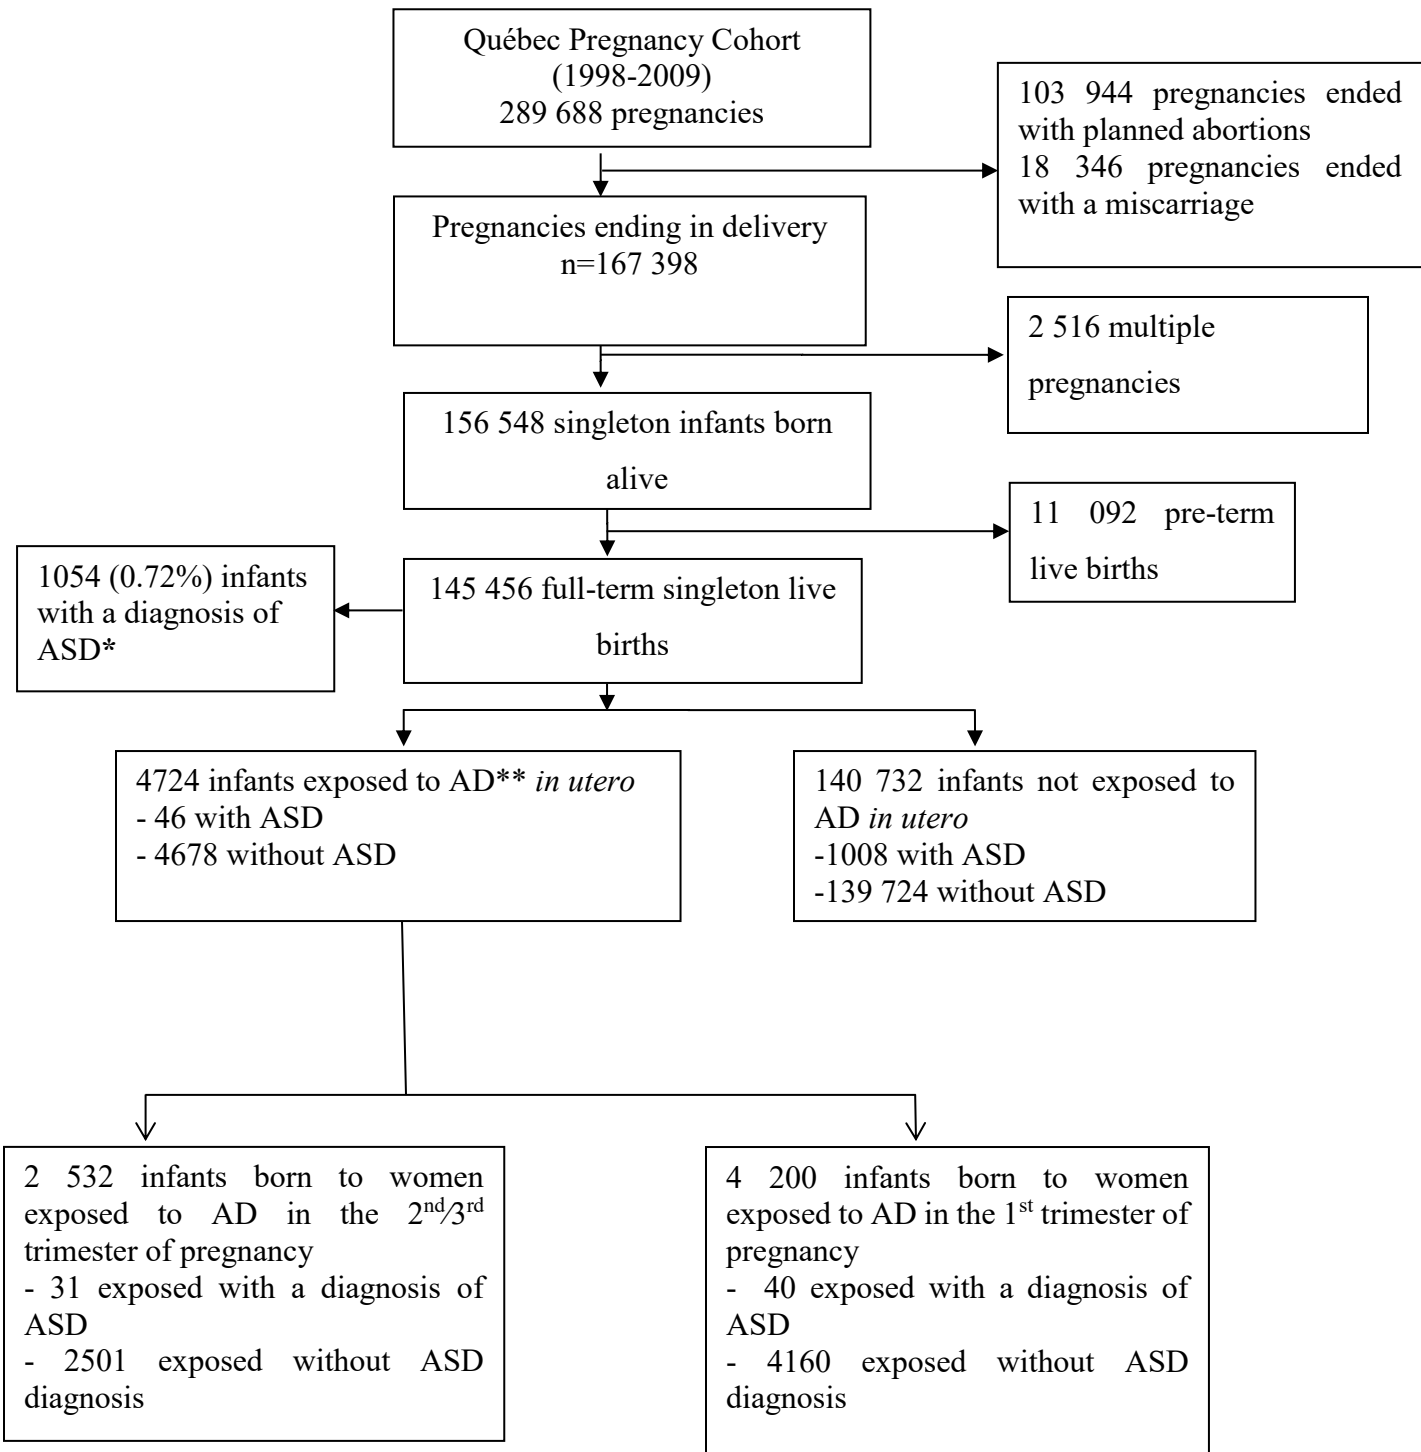 Québec Pregnancy Cohort
(1998-2009)
289 688 pregnancies
103 944 pregnancies ended
with planned abortions
18 346 pregnancies ended
with a miscarriage
Pregnancies ending in delivery
n=167 398
2 516 multiple
pregnancies
156 548 singleton infants born
alive
11 092 pre-term
live births
1054 (0.72%) infants
with a diagnosis of
ASD*
145 456 full-term singleton live
births
4724 infants exposed to AD** in utero
- 46 with ASD
- 4678 without ASD
140 732 infants not exposed to
AD in utero
-1008 with ASD
-139 724 without ASD
2 532 infants born to women
exposed to AD in the 2nd/3rd
trimester of pregnancy
- 31 exposed with a diagnosis of
ASD
- 2501 exposed without ASD
diagnosis
4 200 infants born to women
exposed to AD in the 1st trimester of
pregnancy
- 40 exposed with a diagnosis of
ASD
- 4160 exposed without ASD
diagnosis